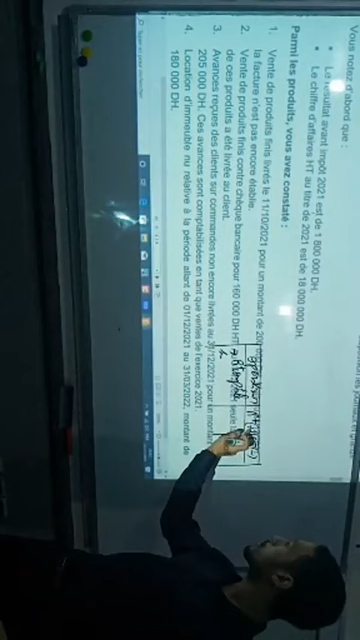 Vous notez d'abord que :
• Le résultat avant impôt 2021 est de 1 800 000 DH.
• Le chiffre d'affaires HT au titre de 2021 est de 18 000 000 DH.
Parmi les produits, vous avez constaté :
1. Vente de produits finis livrés le 11/10/2021 pour un montant de
la facture n'est pas encore établie.
2. Vente de produits finis contre chèque bancaire pour 160 000 DH HT
seule
de ces produits a été livrée au client.
3. Avances reçues des clients sur commandes non encore livrées au 31/12/2021 pour un montant
205 000 DH. Ces avances sont comptabilisées en tant que ventes de l'exercice 2021.
4. Location d'immeuble nu relative à la période allant du 01/12/2021 au 31/03/2022, montant de
180 000 DH.